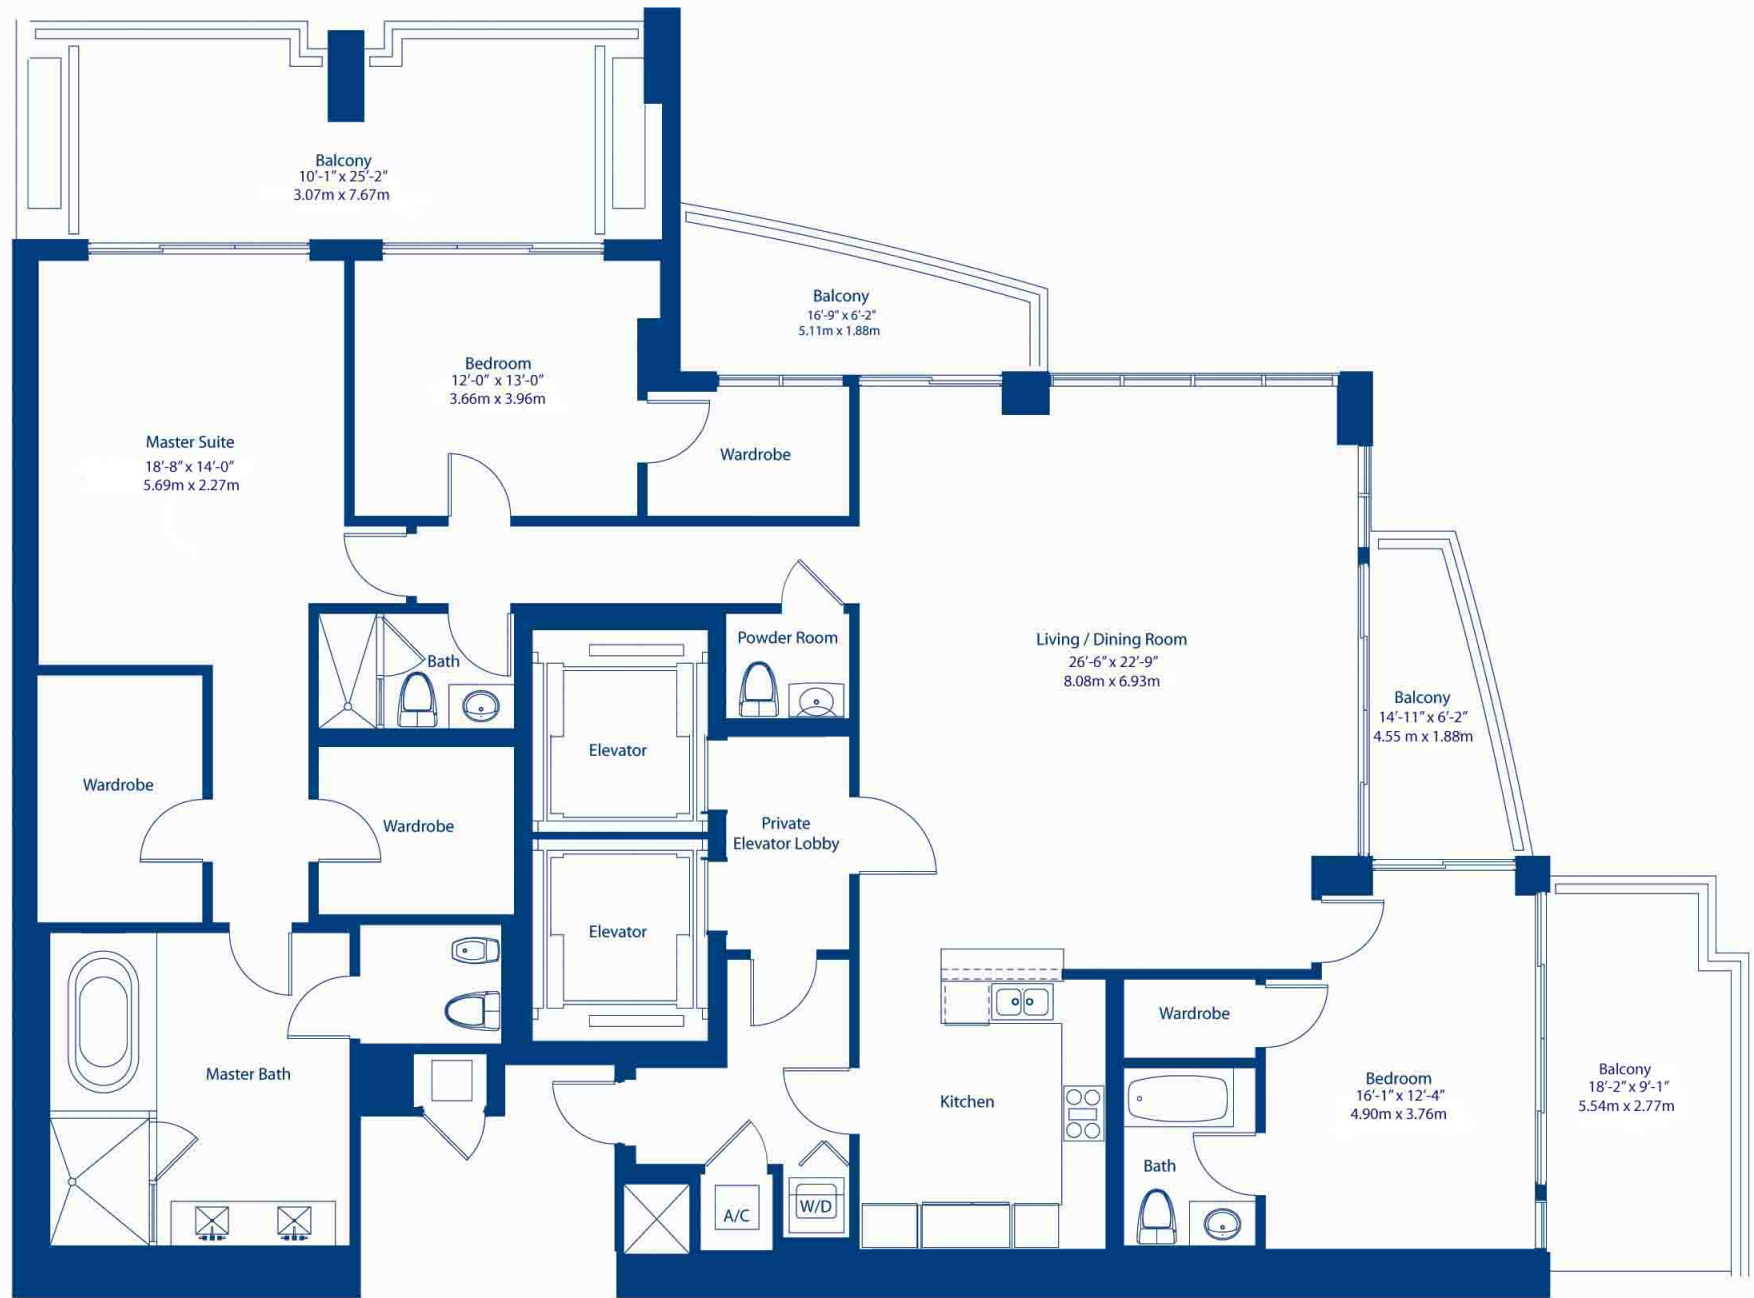 Balcony
10'-1" x 25'-2"
3.07m x 7.67m
Balcony
16'-9" x 6'-2"
5.11m x 1.88m
Bedroom
12'-0" x 13'-0"
3.66m x 3.96m
Master Suite
18'-8" x 14'-0"
5.69m x 2.27m
Wardrobe
Powder Room
Living / Dining Room
26'-6" x 22'-9"
8.08m x 6.93m
Bath
Balcony
14'-11" x 6'-2"
4.55 m x 1.88m
Elevator
Wardrobe
Wardrobe
Private
Elevator Lobby
Elevator
Wardrobe
Master Bath
Kitchen
Bedroom
16'-1" x 12'-4"
4.90m x 3.76m
Balcony
18'-2" x 9'-1"
5.54m x 2.77m
Bath
A/C
W/D